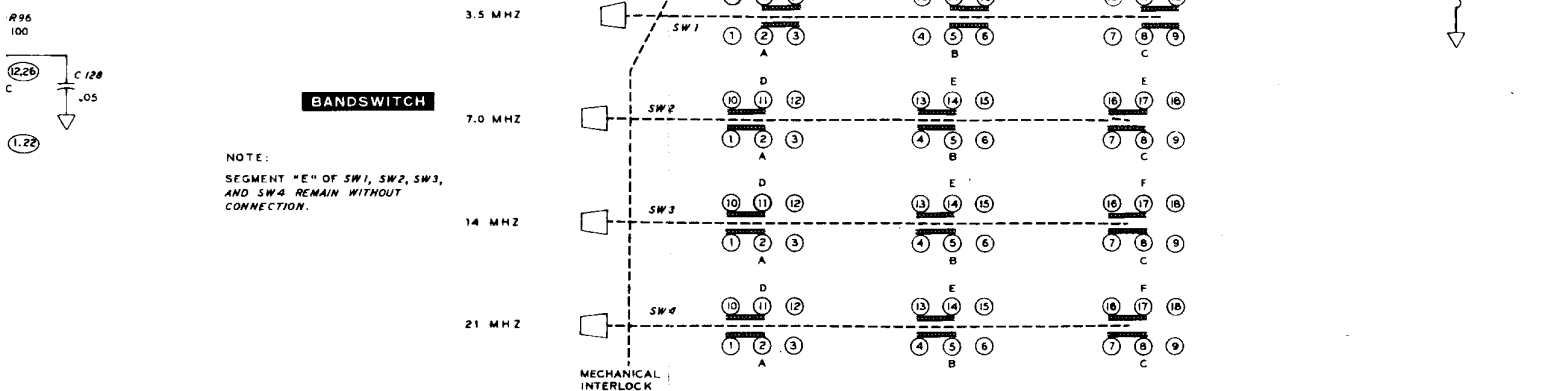 R96
100
12,26
C
C 128
.05
1.22
BANDSWITCH
NOTE:
SEGMENT "E" OF SW1, SW2, SW3,
AND SW4 REMAIN WITHOUT
CONNECTION.
3.5 MHZ
SW1
1 2 3 4 5 6 7 8 9
A B C
D E E
7.0 MHZ
SW2
10 11 12 13 14 15 16 17 18
1 2 3 4 5 6 7 8 9
A B C
D E F
14 MHZ
SW3
10 11 12 13 14 15 16 17 18
1 2 3 4 5 6 7 8 9
A B C
D E F
21 MHZ
SW4
10 11 12 13 14 15 16 17 18
1 2 3 4 5 6 7 8 9
A B C
MECHANICAL
INTERLOCK